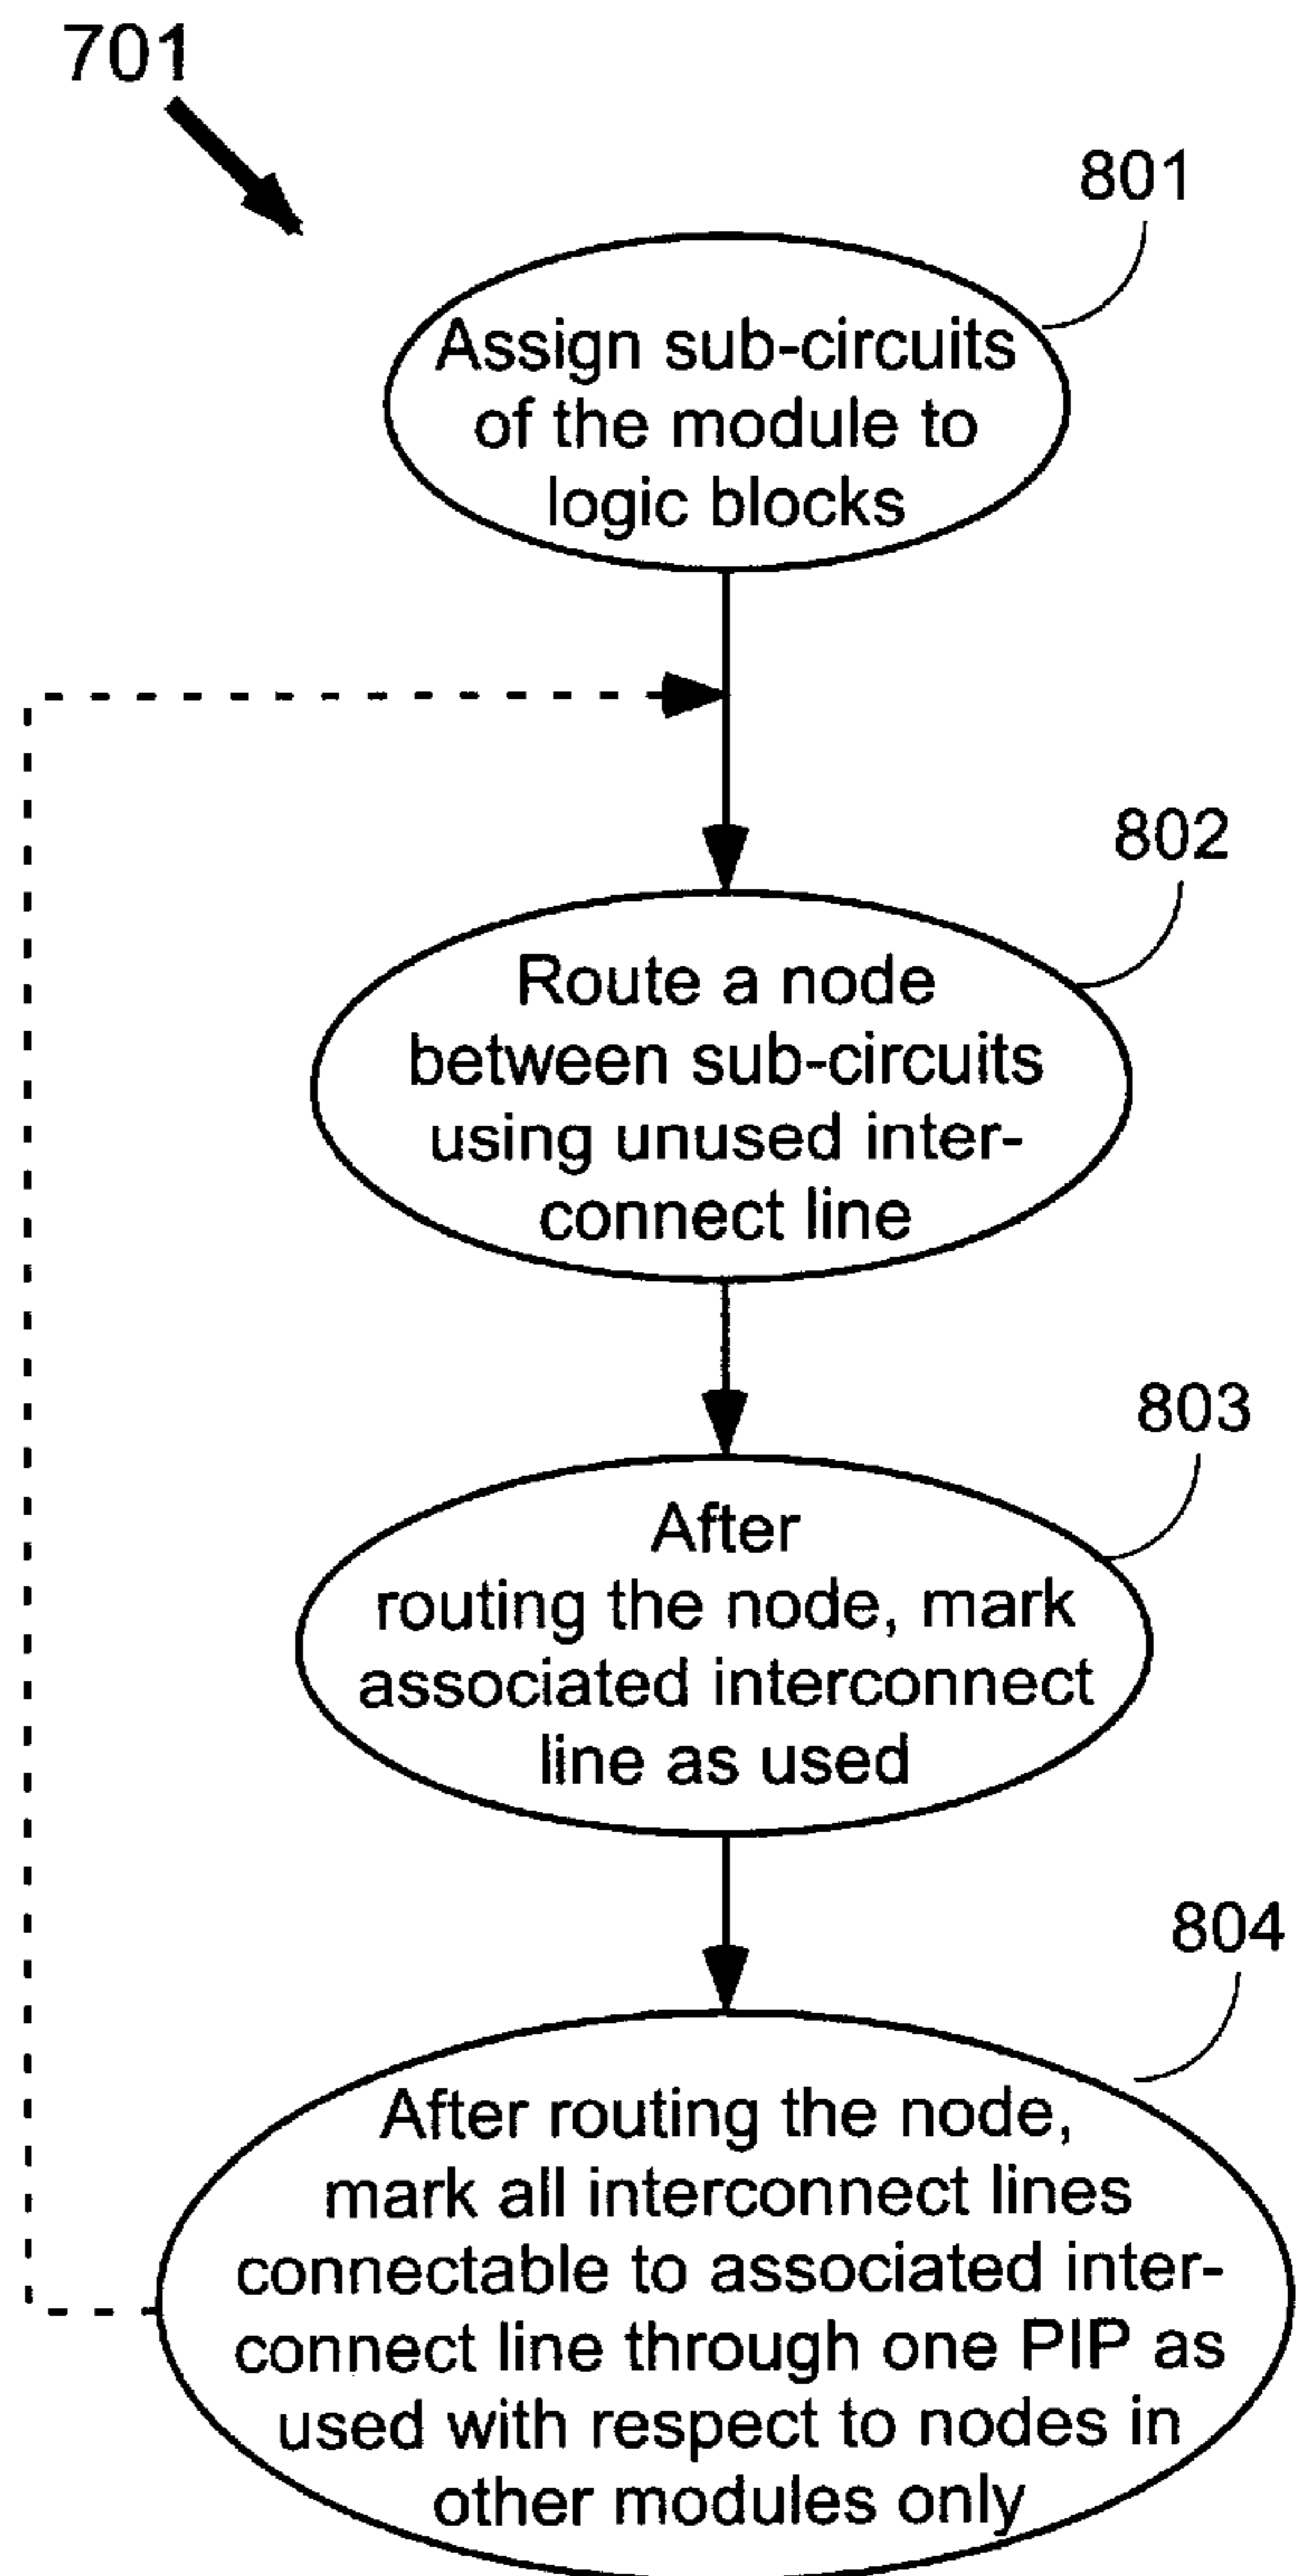 701
801
Assign sub-circuits
of the module to
logic blocks
802
Route a node
between sub-circuits
using unused inter-
connect line
803
After
routing the node, mark
associated interconnect
line as used
804
After routing the node,
mark all interconnect lines
connectable to associated inter-
connect line through one PIP as
used with respect to nodes in
other modules only